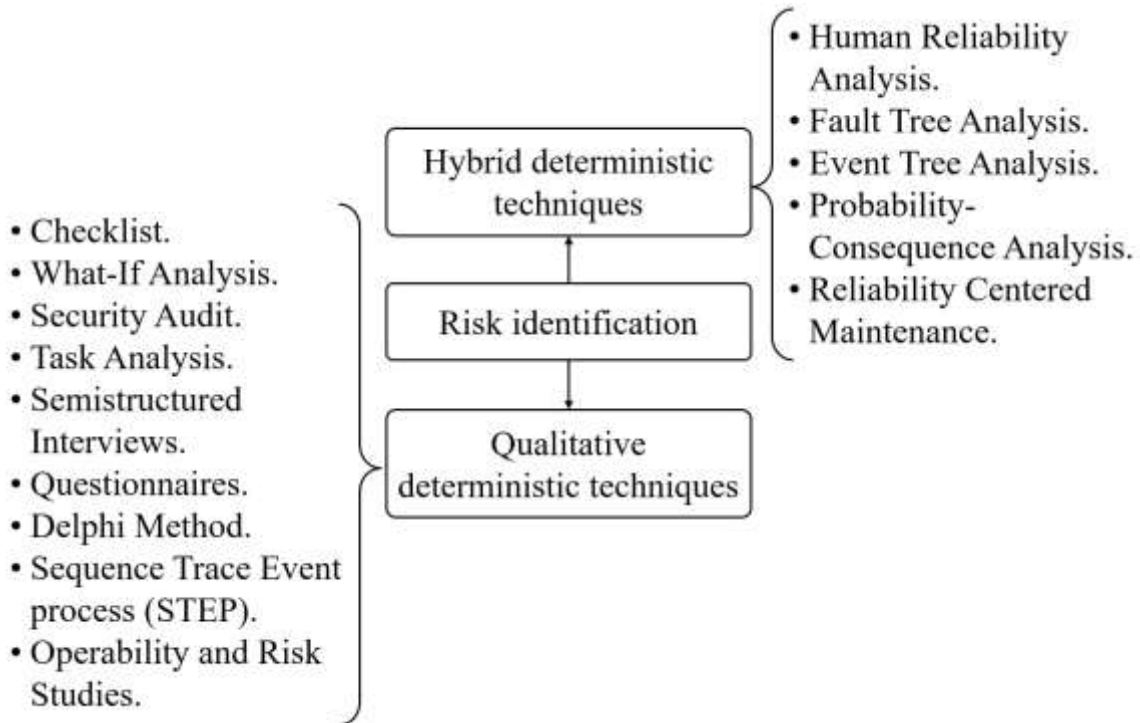 • Human Reliability
Analysis.
• Fault Tree Analysis.
• Event Tree Analysis.
• Probability-
Consequence Analysis.
• Reliability Centered
Maintenance.
Hybrid deterministic
techniques
Risk identification
Qualitative
deterministic techniques
• Checklist.
• What-If Analysis.
• Security Audit.
• Task Analysis.
• Semistructured
Interviews.
• Questionnaires.
• Delphi Method.
• Sequence Trace Event
process (STEP).
• Operability and Risk
Studies.